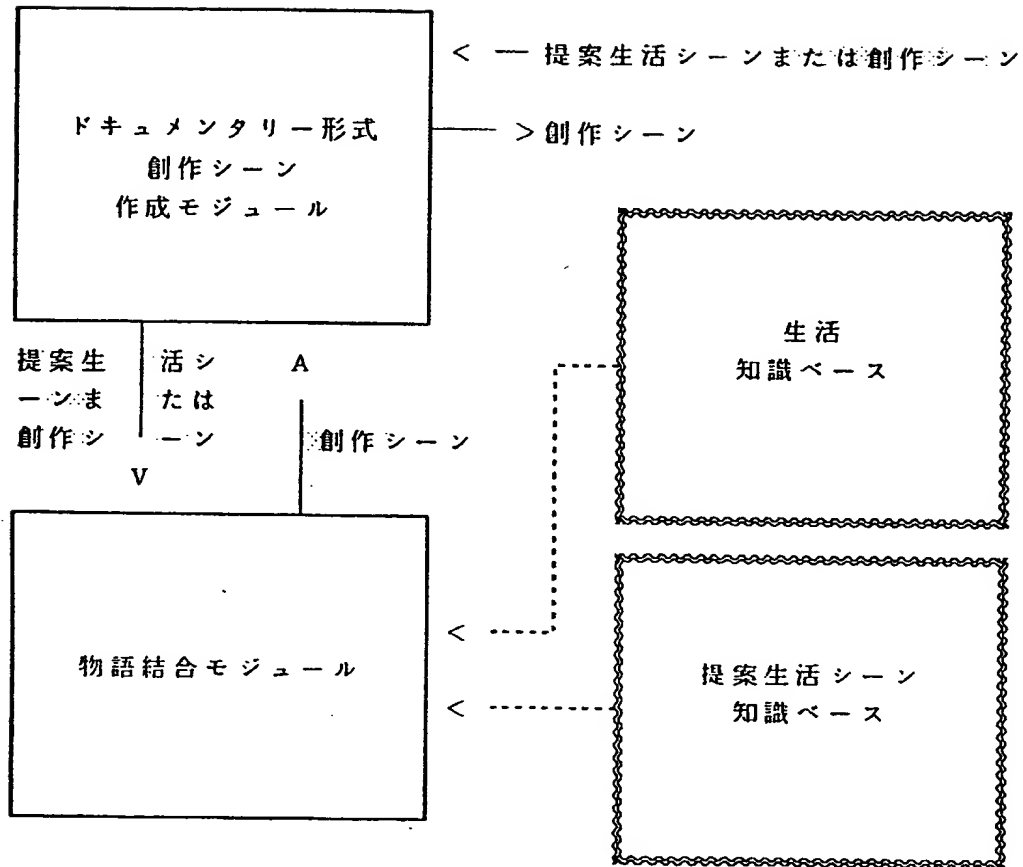 < — 提案生活シーンまたは創作シーン
ドキュメンタリー形式
創作シーン
作成モジュール
> 創作シーン
生活
知識ベース
提案生活シ
ーンまたは
創作シーン
V
A
創作シーン
物語結合モジュール
<
<
提案生活シーン
知識ベース